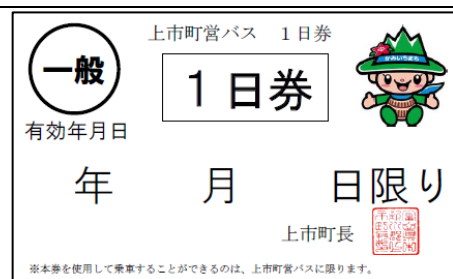 上市町営バス 1日券
一般
1日券
有効年月日
年 月 日限り
上市町長
※本券を使用して乗車することができるのは、上市町営バスに限ります。